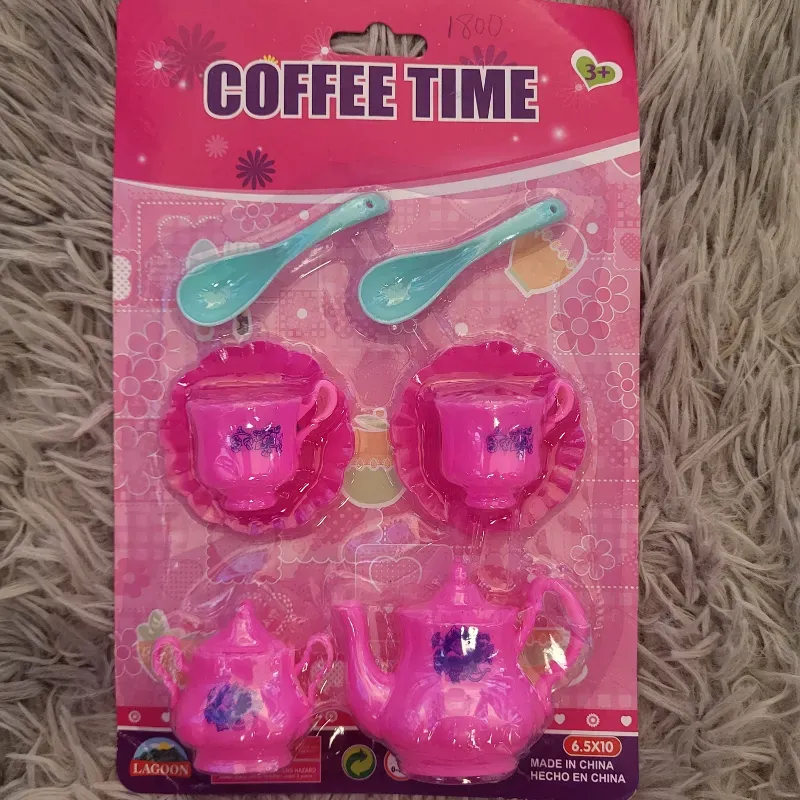 1800
COFFEE TIME
3+
LAGOON
6.5X10
MADE IN CHINA
HECHO EN CHINA